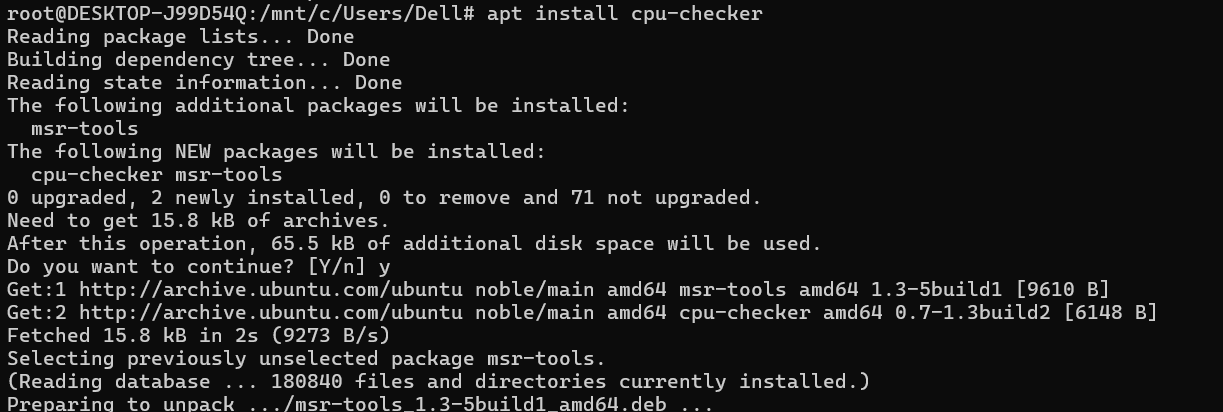 root@DESKTOP-J99D54Q:/mnt/c/Users/Dell# apt install cpu-checker
Reading package lists... Done
Building dependency tree... Done
Reading state information... Done
The following additional packages will be installed:
  msr-tools
The following NEW packages will be installed:
  cpu-checker msr-tools
0 upgraded, 2 newly installed, 0 to remove and 71 not upgraded.
Need to get 15.8 kB of archives.
After this operation, 65.5 kB of additional disk space will be used.
Do you want to continue? [Y/n] y
Get:1 http://archive.ubuntu.com/ubuntu noble/main amd64 msr-tools amd64 1.3-5build1 [9610 B]
Get:2 http://archive.ubuntu.com/ubuntu noble/main amd64 cpu-checker amd64 0.7-1.3build2 [6148 B]
Fetched 15.8 kB in 2s (9273 B/s)
Selecting previously unselected package msr-tools.
(Reading database ... 180840 files and directories currently installed.)
Preparing to unpack .../msr-tools_1.3-5build1_amd64.deb ...